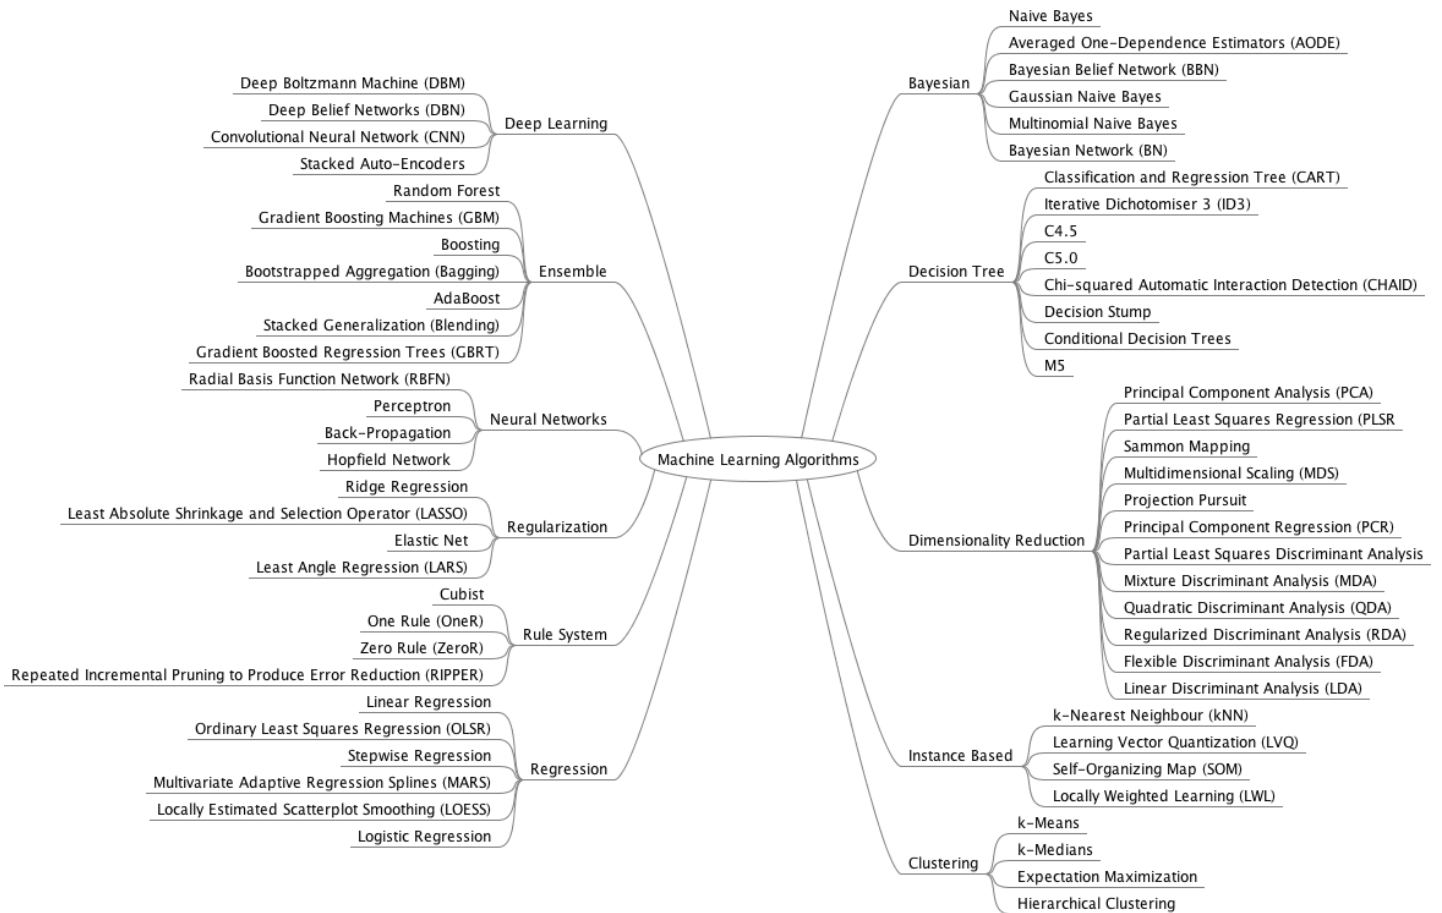 Machine Learning Algorithms
Deep Learning
Deep Boltzmann Machine (DBM)
Deep Belief Networks (DBN)
Convolutional Neural Network (CNN)
Stacked Auto-Encoders
Ensemble
Random Forest
Gradient Boosting Machines (GBM)
Boosting
Bootstrapped Aggregation (Bagging)
AdaBoost
Stacked Generalization (Blending)
Gradient Boosted Regression Trees (GBRT)
Neural Networks
Radial Basis Function Network (RBFN)
Perceptron
Back-Propagation
Hopfield Network
Regularization
Ridge Regression
Least Absolute Shrinkage and Selection Operator (LASSO)
Elastic Net
Least Angle Regression (LARS)
Rule System
Cubist
One Rule (OneR)
Zero Rule (ZeroR)
Repeated Incremental Pruning to Produce Error Reduction (RIPPER)
Regression
Linear Regression
Ordinary Least Squares Regression (OLSR)
Stepwise Regression
Multivariate Adaptive Regression Splines (MARS)
Locally Estimated Scatterplot Smoothing (LOESS)
Logistic Regression
Bayesian
Naive Bayes
Averaged One-Dependence Estimators (AODE)
Bayesian Belief Network (BBN)
Gaussian Naive Bayes
Multinomial Naive Bayes
Bayesian Network (BN)
Decision Tree
Classification and Regression Tree (CART)
Iterative Dichotomiser 3 (ID3)
C4.5
C5.0
Chi-squared Automatic Interaction Detection (CHAID)
Decision Stump
Conditional Decision Trees
M5
Dimensionality Reduction
Principal Component Analysis (PCA)
Partial Least Squares Regression (PLSR
Sammon Mapping
Multidimensional Scaling (MDS)
Projection Pursuit
Principal Component Regression (PCR)
Partial Least Squares Discriminant Analysis
Mixture Discriminant Analysis (MDA)
Quadratic Discriminant Analysis (QDA)
Regularized Discriminant Analysis (RDA)
Flexible Discriminant Analysis (FDA)
Linear Discriminant Analysis (LDA)
Instance Based
k-Nearest Neighbour (kNN)
Learning Vector Quantization (LVQ)
Self-Organizing Map (SOM)
Locally Weighted Learning (LWL)
Clustering
k-Means
k-Medians
Expectation Maximization
Hierarchical Clustering